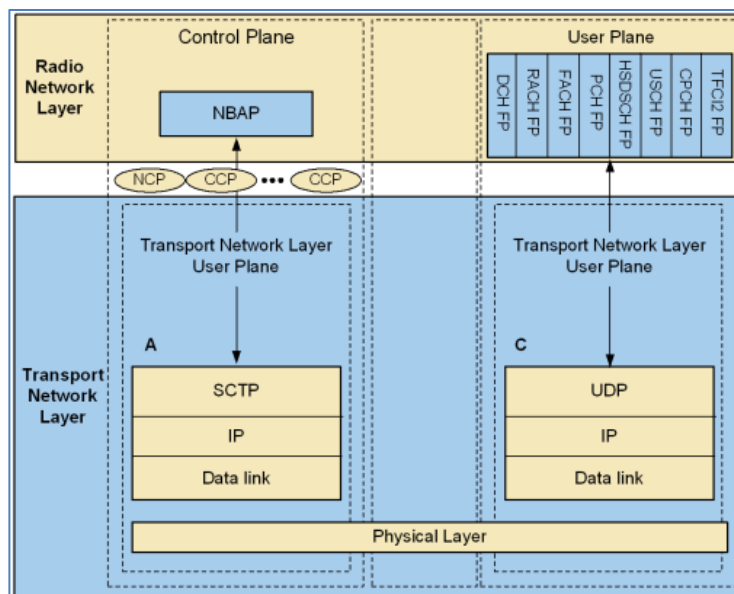 Control Plane
User Plane
Radio
Network
Layer
NBAP
DCH FP
RACH FP
FACH FP
PCH FP
HSDSCH FP
USCH FP
CPCH FP
TFCI2 FP
NCP
CCP
•••
CCP
Transport Network Layer
User Plane
Transport Network Layer
User Plane
A
C
Transport
Network
Layer
SCTP
IP
Data link
UDP
IP
Data link
Physical Layer